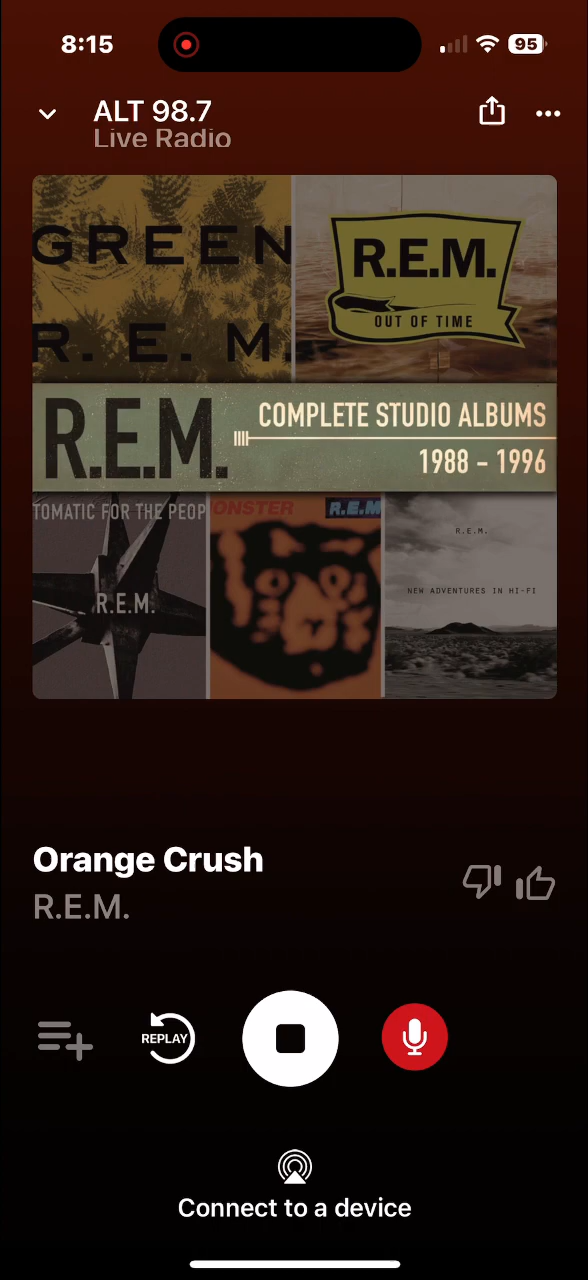 8:15
95
ALT 98.7
Live Radio
GREEN
R. E. M.
R.E.M.
OUT OF TIME
R.E.M.
COMPLETE STUDIO ALBUMS
1988 - 1996
TOMATIC FOR THE PEOP
R.E.M.
ONSTER
R.E.M
R.E.M.
NEW ADVENTURES IN HI-FI
Orange Crush
R.E.M.
REPLAY
Connect to a device